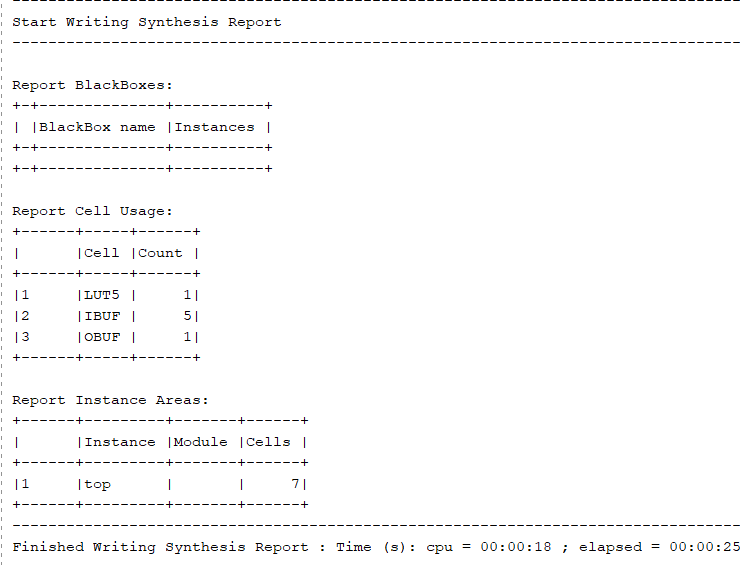 --------------------------------------------------------------------------------
Start Writing Synthesis Report
---------------------------------------------------------------------------------

Report BlackBoxes:
+-+--------------+----------+
| |BlackBox name |Instances |
+-+--------------+----------+
+-+--------------+----------+

Report Cell Usage:
+------+-----+------+
|      |Cell |Count |
+------+-----+------+
|1     |LUT5 |     1|
|2     |IBUF |     5|
|3     |OBUF |     1|
+------+-----+------+

Report Instance Areas:
+------+---------+-------+------+
|      |Instance |Module |Cells |
+------+---------+-------+------+
|1     |top      |       |     7|
+------+---------+-------+------+
---------------------------------------------------------------------------------
Finished Writing Synthesis Report : Time (s): cpu = 00:00:18 ; elapsed = 00:00:25